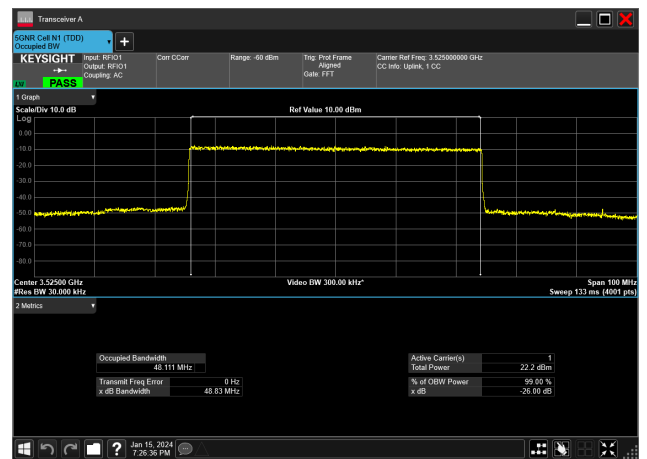 Transceiver A
5GNR Cell N1 (TDD)
Occupied BW
KEYSIGHT
Input: RFIO1
Output: RFIO1
Coupling: AC
Corr CCorr
Range: -60 dBm
Trig: Prot Frame
Aligned
Gate: FFT
Carrier Ref Freq: 3.525000000 GHz
CC Info: Uplink, 1 CC
PASS
1 Graph
Scale/Div 10.0 dB
Ref Value 10.00 dBm
Log
0.00
-10.0
-20.0
-30.0
-40.0
-50.0
-60.0
-70.0
-80.0
Center 3.52500 GHz
Video BW 300.00 kHz*
Span 100 MHz
#Res BW 30.000 kHz
Sweep 133 ms (4001 pts)
2 Metrics
Occupied Bandwidth
48.111 MHz
Transmit Freq Error 0 Hz
x dB Bandwidth 48.83 MHz
Active Carrier(s) 1
Total Power 22.2 dBm
% of OBW Power 99.00 %
x dB -26.00 dB
Jan 15, 2024
7:26:36 PM